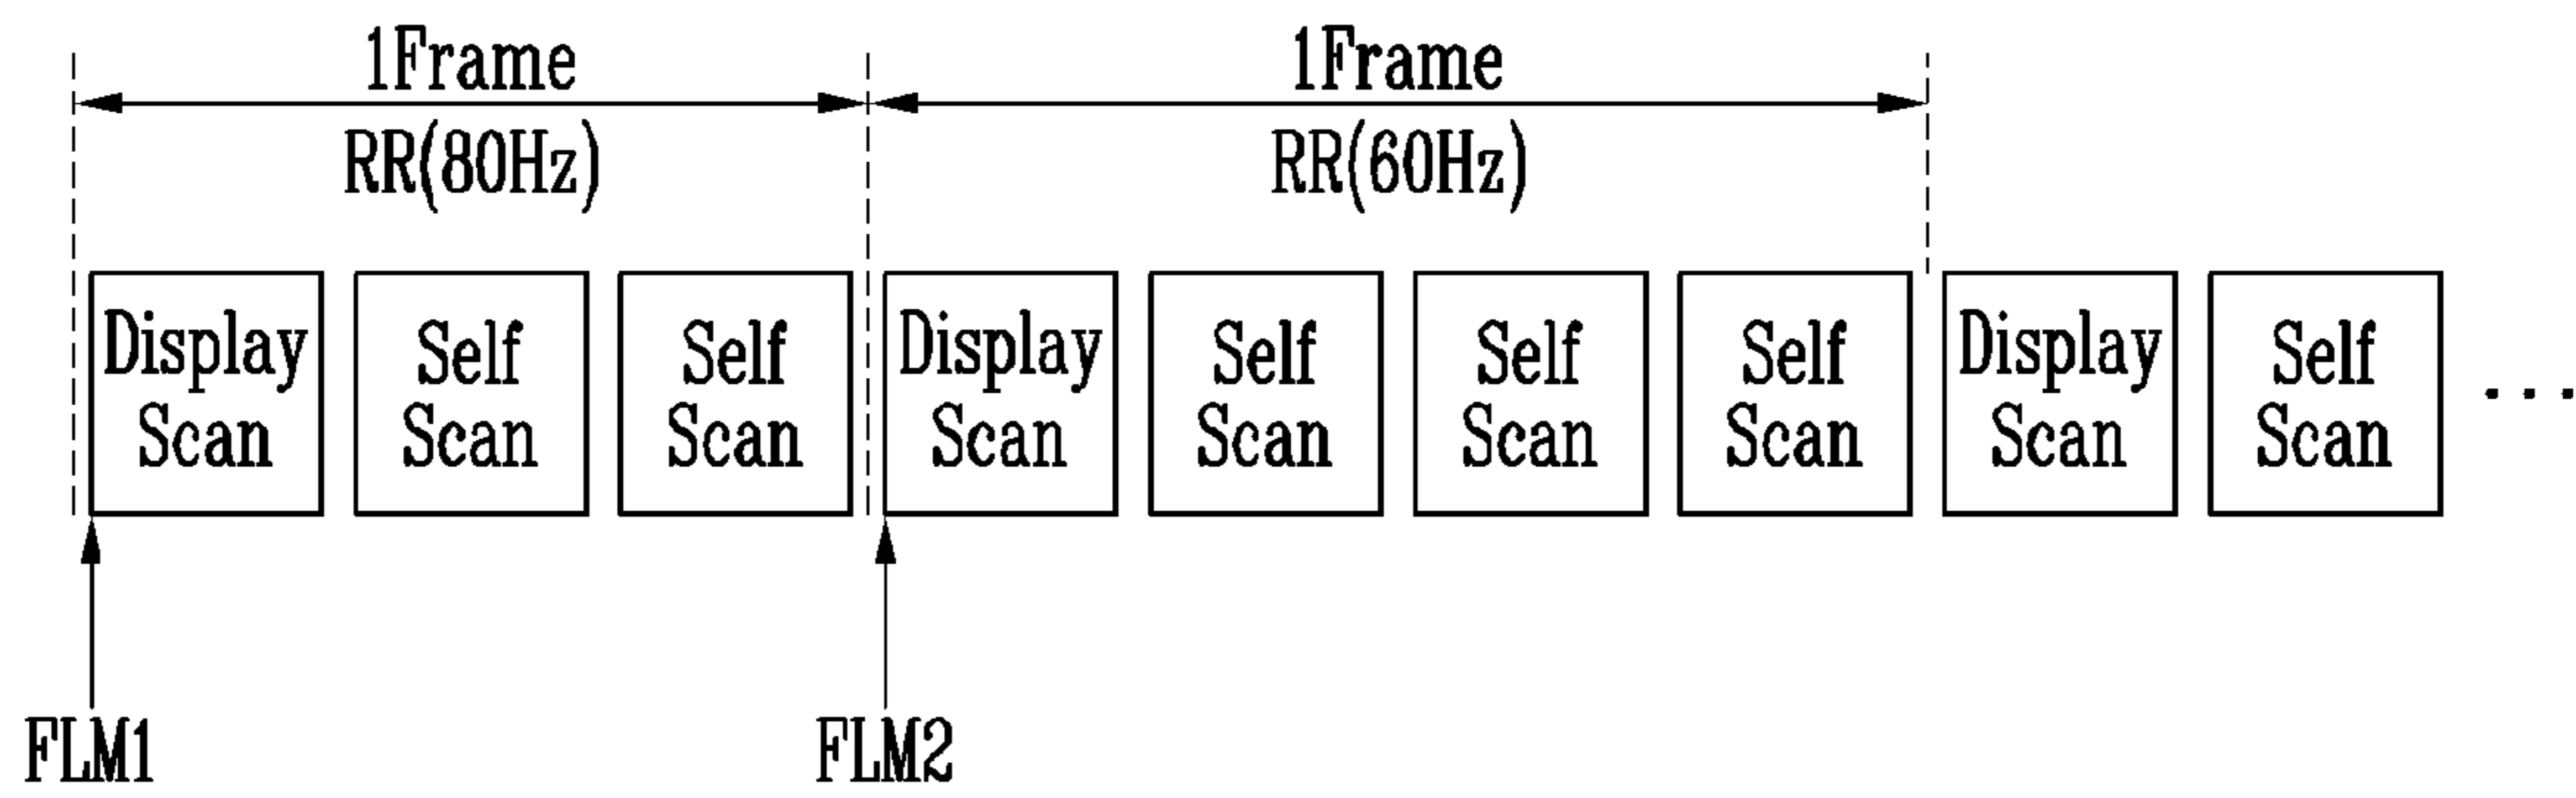 1Frame
1Frame
RR(80Hz)
RR(60Hz)
Display
Scan
Self
Scan
Self
Scan
Display
Scan
Self
Scan
Self
Scan
Self
Scan
Display
Scan
Self
Scan
...
FLM1
FLM2